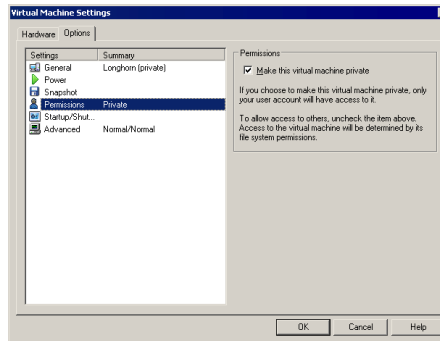 Virtual Machine Settings
Hardware Options
Settings Summary
General Longhorn (private)
Power
Snapshot
Permissions Private
Startup/Shut...
Advanced Normal/Normal
Permissions
Make this virtual machine private
If you choose to make this virtual machine private, only
your user account will have access to it.
To allow access to others, uncheck the item above.
Access to the virtual machine will be determined by its
file system permissions.
OK Cancel Help